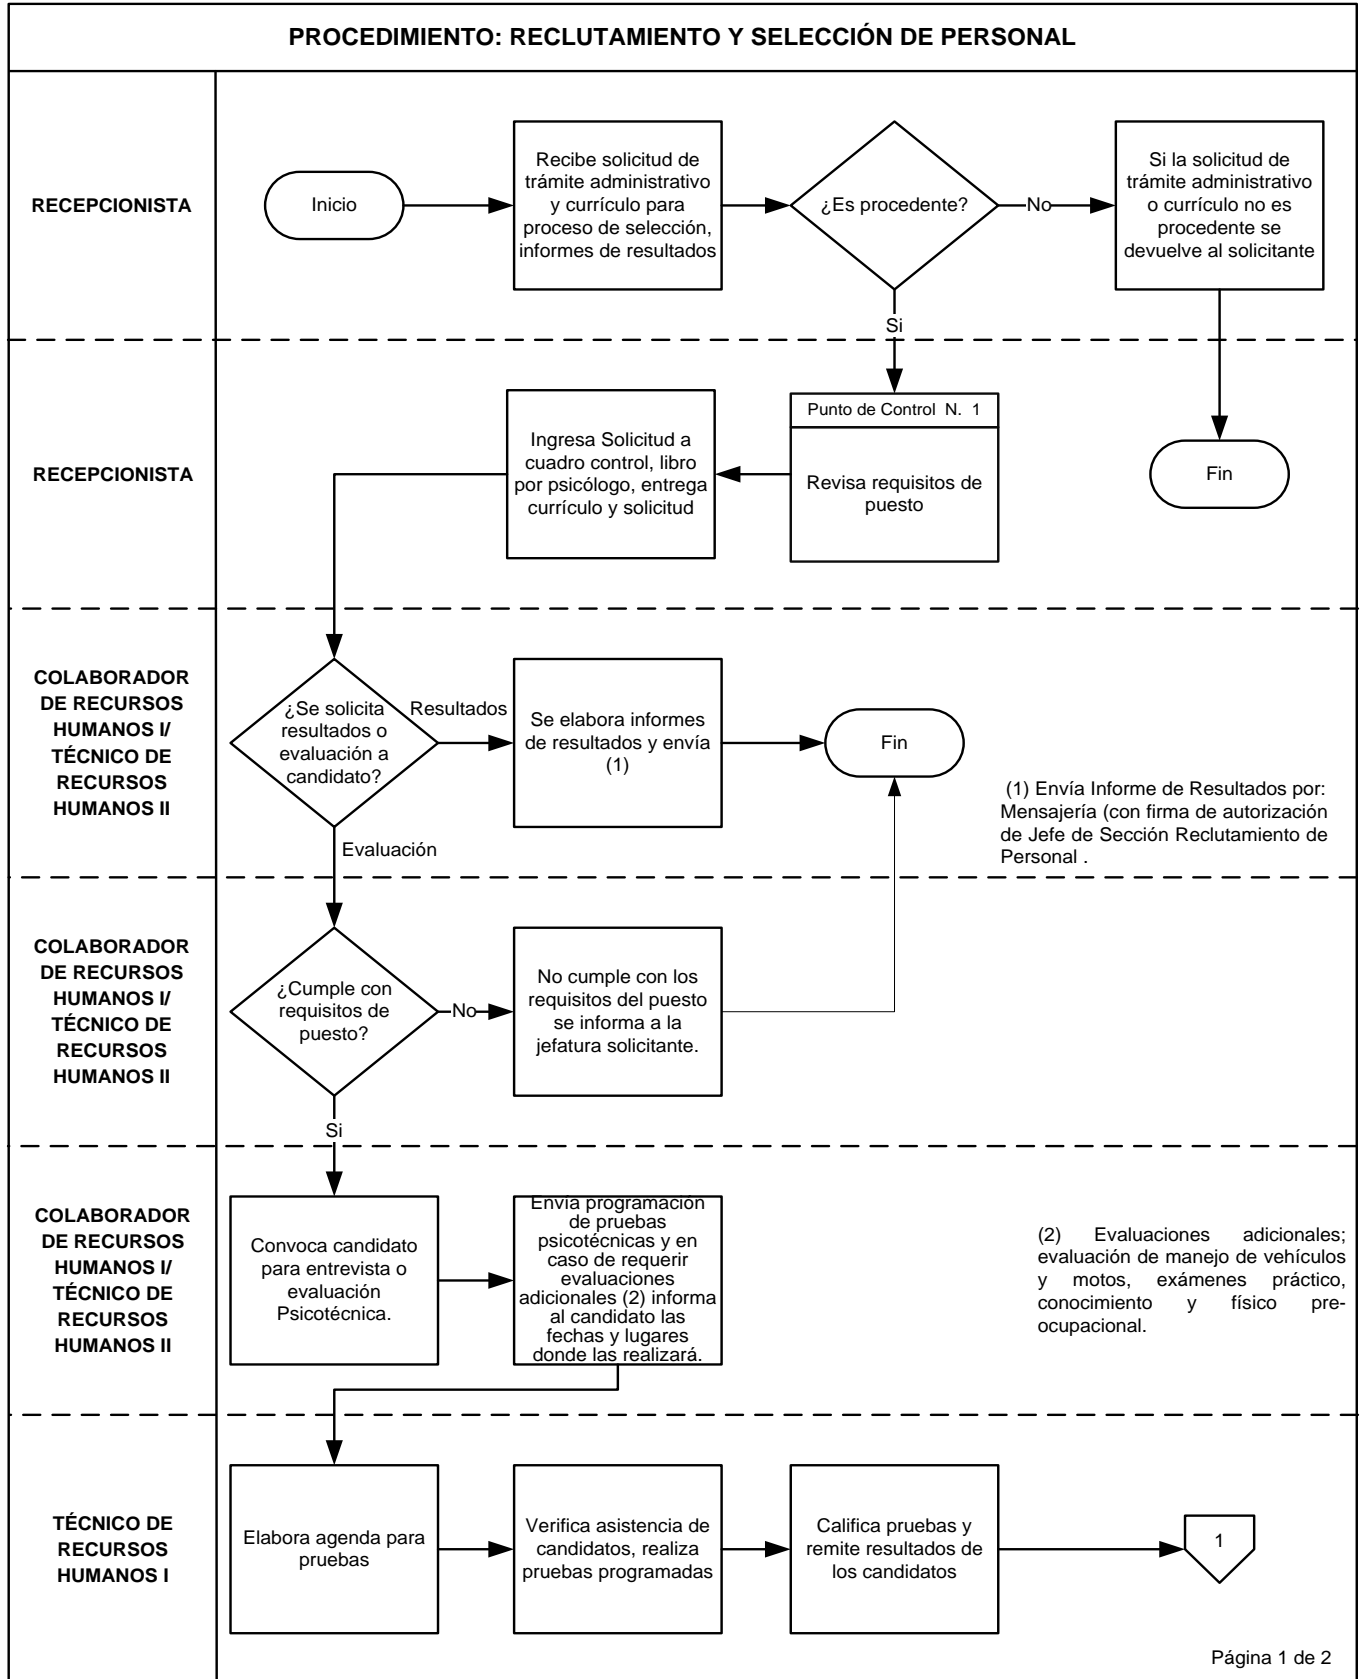 PROCEDIMIENTO: RECLUTAMIENTO Y SELECCIÓN DE PERSONAL
RECEPCIONISTA
Inicio
Recibe solicitud de
trámite administrativo
y currículo para
proceso de selección,
informes de resultados
¿Es procedente?
No
Si la solicitud de
trámite administrativo
o currículo no es
procedente se
devuelve al solicitante
Si
RECEPCIONISTA
Ingresa Solicitud a
cuadro control, libro
por psicólogo, entrega
currículo y solicitud
Punto de Control N. 1
Revisa requisitos de
puesto
Fin
COLABORADOR
DE RECURSOS
HUMANOS I/
TÉCNICO DE
RECURSOS
HUMANOS II
¿Se solicita
resultados o
evaluación a
candidato?
Resultados
Se elabora informes
de resultados y envía
(1)
Fin
(1) Envía Informe de Resultados por:
Mensajería (con firma de autorización
de Jefe de Sección Reclutamiento de
Personal .
Evaluación
COLABORADOR
DE RECURSOS
HUMANOS I/
TÉCNICO DE
RECURSOS
HUMANOS II
¿Cumple con
requisitos de
puesto?
No
No cumple con los
requisitos del puesto
se informa a la
jefatura solicitante.
Si
COLABORADOR
DE RECURSOS
HUMANOS I/
TÉCNICO DE
RECURSOS
HUMANOS II
Convoca candidato
para entrevista o
evaluación
Psicotécnica.
Envía programación
de pruebas
psicotécnicas y en
caso de requerir
evaluaciones
adicionales (2) informa
al candidato las
fechas y lugares
donde las realizará.
(2) Evaluaciones adicionales;
evaluación de manejo de vehículos
y motos, exámenes práctico,
conocimiento y físico pre-
ocupacional.
TÉCNICO DE
RECURSOS
HUMANOS I
Elabora agenda para
pruebas
Verifica asistencia de
candidatos, realiza
pruebas programadas
Califica pruebas y
remite resultados de
los candidatos
1
Página 1 de 2